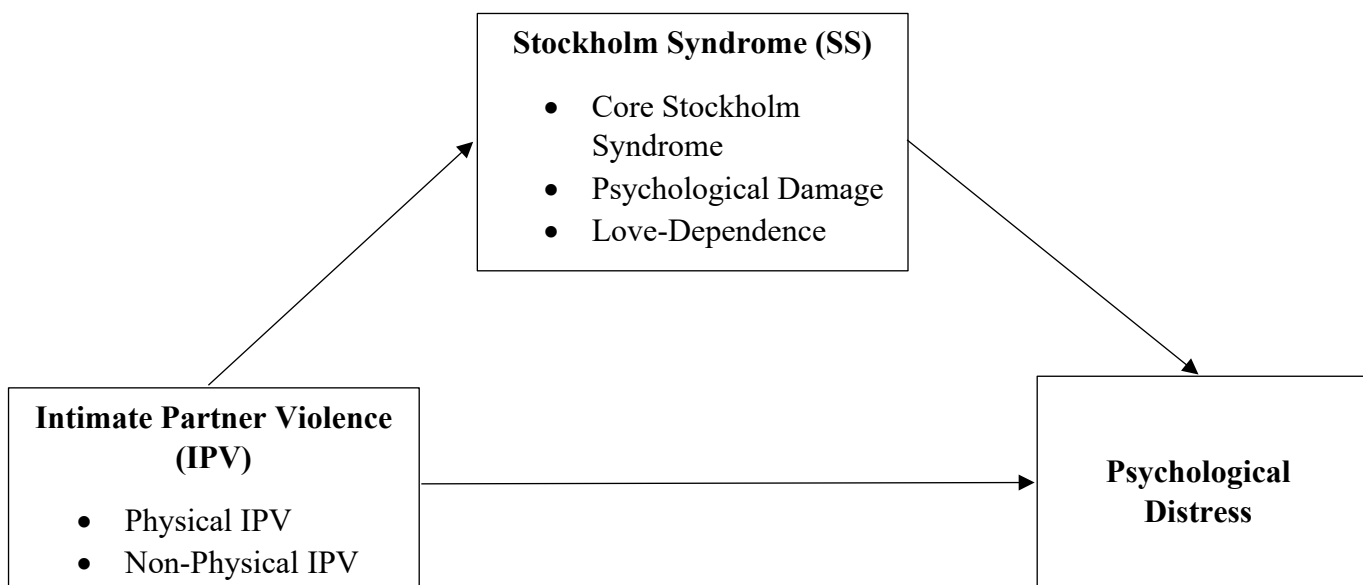 Stockholm Syndrome (SS)
• Core Stockholm
Syndrome
• Psychological Damage
• Love-Dependence
Intimate Partner Violence
(IPV)
• Physical IPV
• Non-Physical IPV
Psychological
Distress